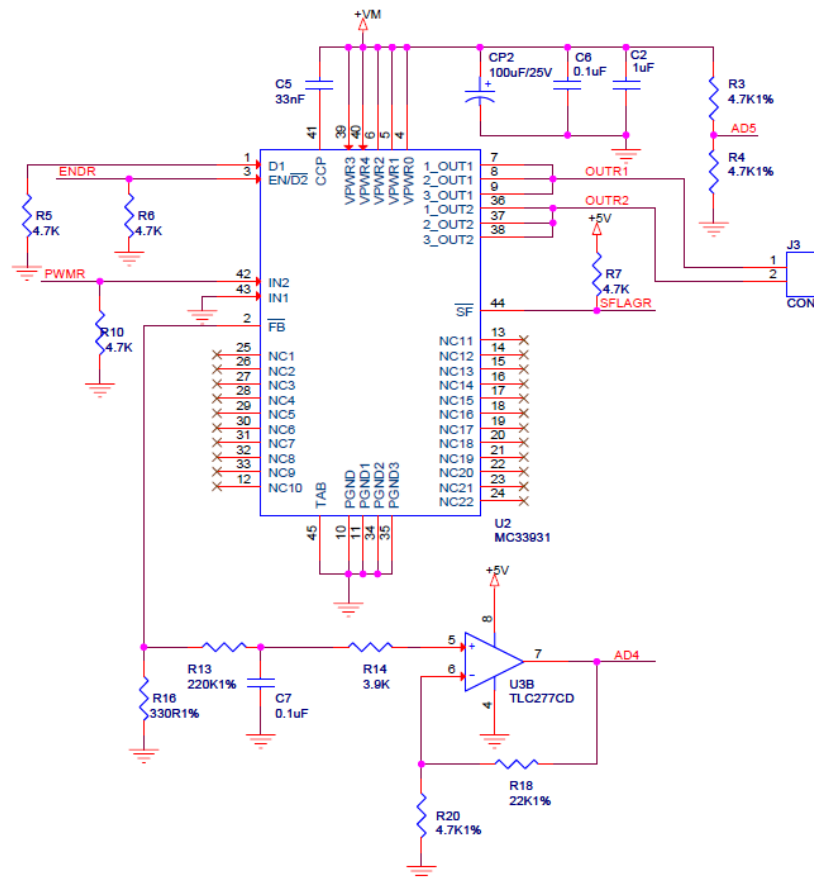 +VM
C5
33nF
CP2
100uF/25V
+
C6
0.1uF
C2
1uF
R3
4.7K1%
AD5
R4
4.7K1%
41
39
40
6
5
4
CCP
VPWR3
VPWR4
VPWR2
VPWR1
VPWR0
1
D1
ENDR
3
EN/D2
R5
4.7K
R6
4.7K
PWMR
42
IN2
43
IN1
R10
4.7K
2
FB
7
1_OUT1
8
2_OUT1
9
3_OUT1
36
1_OUT2
37
2_OUT2
38
3_OUT2
OUTR1
OUTR2
+5V
R7
4.7K
44
SF
SFLAGR
J3
1
2
CON
25
NC1
26
NC2
27
NC3
28
NC4
29
NC5
30
NC6
31
NC7
32
NC8
33
NC9
12
NC10
NC11
13
NC12
14
NC13
15
NC14
16
NC15
17
NC16
18
NC17
19
NC18
20
NC19
21
NC20
22
NC21
23
NC22
24
TAB
PGND
PGND1
PGND2
PGND3
45
10
11
34
35
U2
MC33931
+5V
8
R13
220K1%
R14
3.9K
5
+
6
-
7
AD4
U3B
TLC277CD
4
R16
330R1%
C7
0.1uF
R18
22K1%
R20
4.7K1%